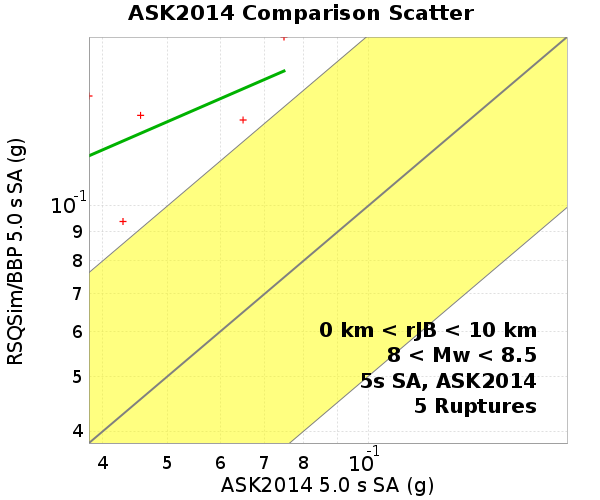 ASK2014 Comparison Scatter
RSQSim/BBP 5.0 s SA (g)
10-1
9
8
7
6
5
4
0 km < rJB < 10 km
8 < Mw < 8.5
5s SA, ASK2014
5 Ruptures
4 5 6 7 8 10-1
ASK2014 5.0 s SA (g)